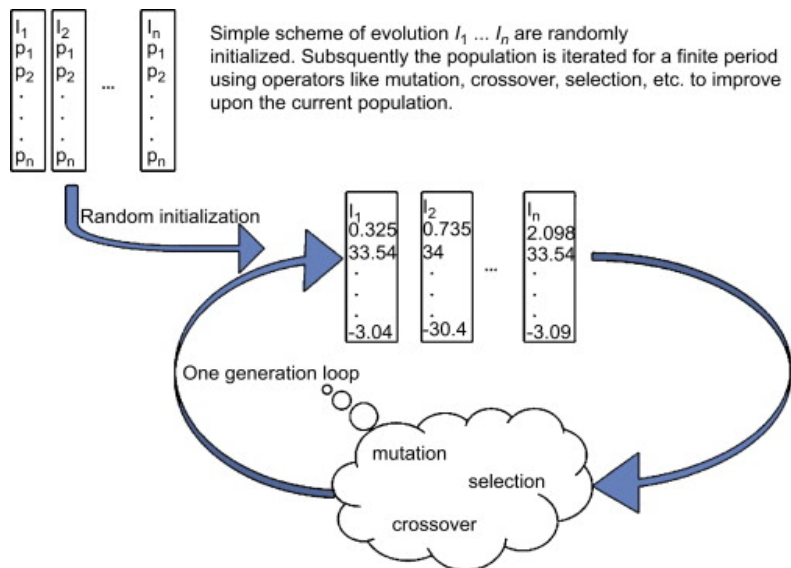 I1 I2 In
p1 p1 p1
p2 p2 p2
. . ... .
. . .
. . .
pn pn pn
Simple scheme of evolution I1 ... In are randomly
initialized. Subsquently the population is iterated for a finite period
using operators like mutation, crossover, selection, etc. to improve
upon the current population.
Random initialization
I1 I2 In
0.325 0.735 2.098
33.54 34 33.54
. . ... .
. . .
. . .
-3.04 -30.4 -3.09
One generation loop
mutation
selection
crossover